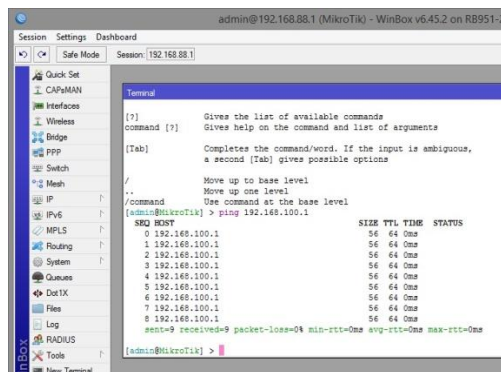 admin@192.168.88.1 (MikroTik) - WinBox v6.45.2 on RB951-2
Session Settings Dashboard
Safe Mode Session: 192.168.88.1
Quick Set
CAPsMAN
Interfaces
Wireless
Bridge
PPP
Switch
Mesh
IP
IPv6
MPLS
Routing
System
Queues
Dot1X
Files
Log
RADIUS
Tools
New Terminal
nBox
Terminal
[?] Gives the list of available commands
command [?] Gives help on the command and list of arguments
[Tab] Completes the command/word. If the input is ambiguous,
a second [Tab] gives possible options
/ Move up to base level
.. Move up one level
/command Use command at the base level
[admin@MikroTik] > ping 192.168.100.1
SEQ HOST SIZE TTL TIME STATUS
0 192.168.100.1 56 64 0ms
1 192.168.100.1 56 64 0ms
2 192.168.100.1 56 64 0ms
3 192.168.100.1 56 64 0ms
4 192.168.100.1 56 64 0ms
5 192.168.100.1 56 64 0ms
6 192.168.100.1 56 64 0ms
7 192.168.100.1 56 64 0ms
8 192.168.100.1 56 64 0ms
sent=9 received=9 packet-loss=0% min-rtt=0ms avg-rtt=0ms max-rtt=0ms
[admin@MikroTik] >